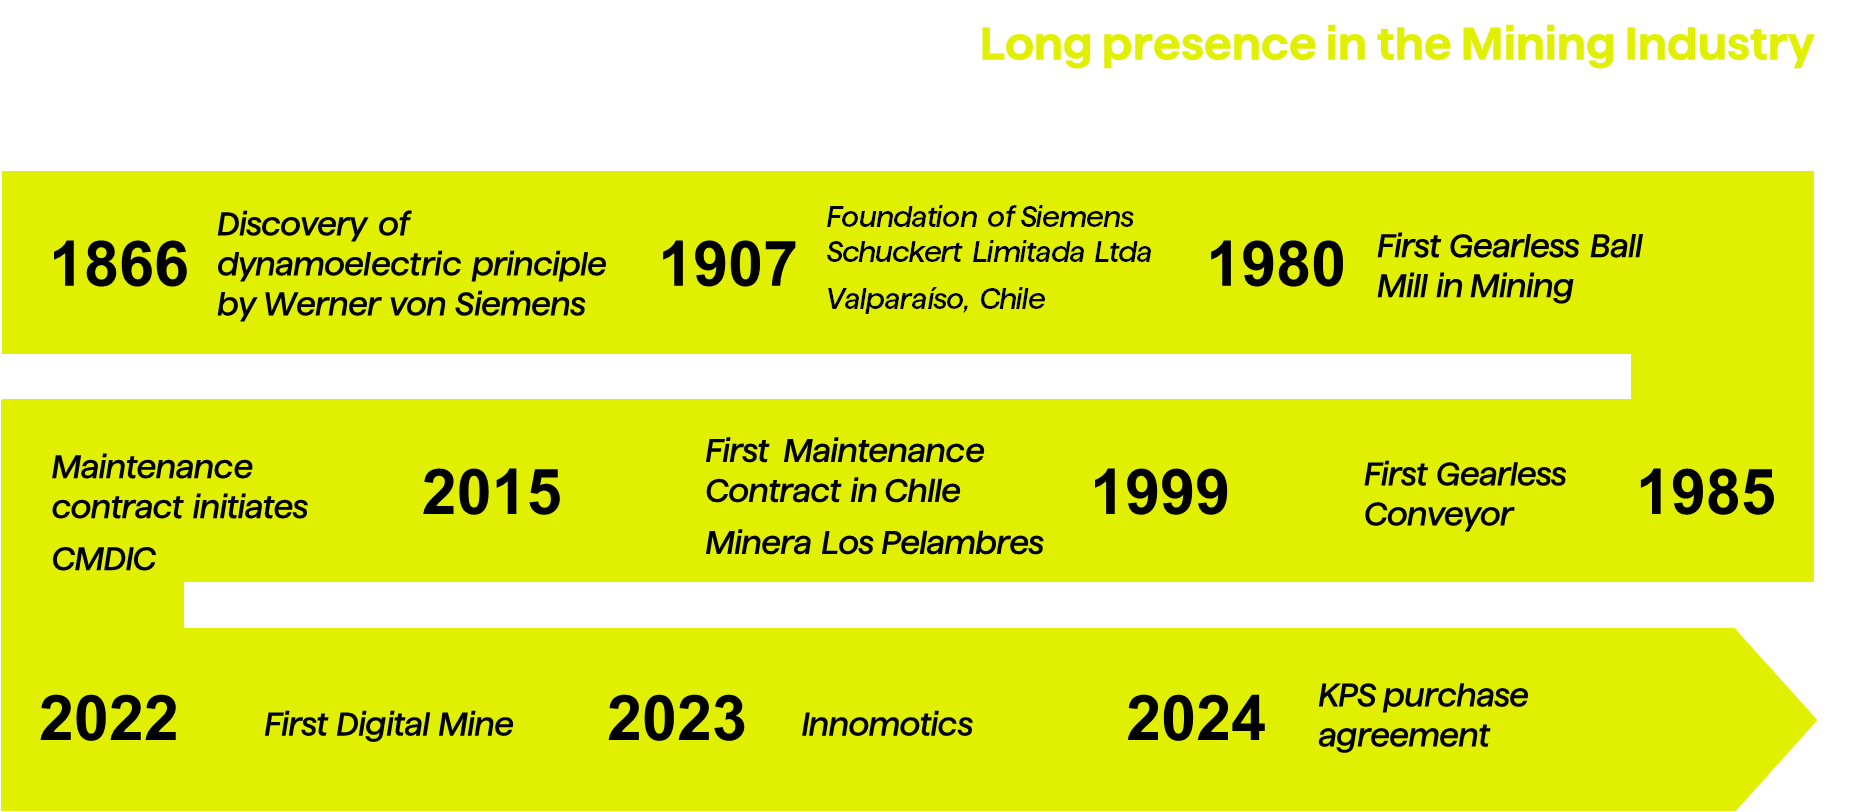 Long presence in the Mining Industry
1866
Discovery of
dynamoelectric principle
by Werner von Siemens
1907
Foundation of Siemens
Schuckert Limitada Ltda
Valparaíso, Chile
1980
First Gearless Ball
Mill in Mining
1985
First Gearless
Conveyor
1999
First Maintenance
Contract in Chlle
Minera Los Pelambres
2015
Maintenance
contract initiates
CMDIC
2022
First Digital Mine
2023
Innomotics
2024
KPS purchase
agreement